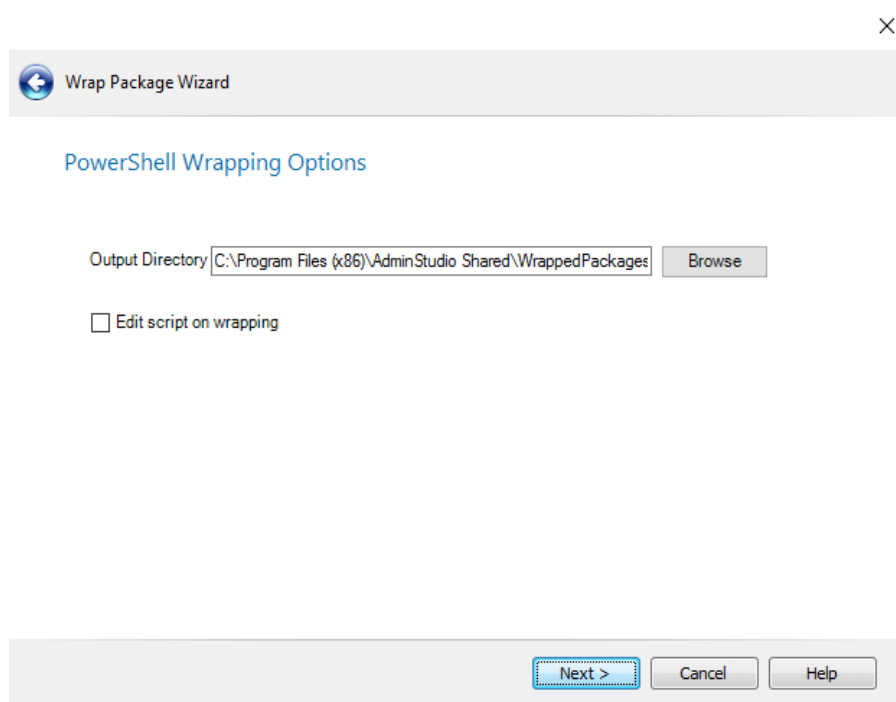 Wrap Package Wizard
PowerShell Wrapping Options
Output Directory C:\Program Files (x86)\AdminStudio Shared\WrappedPackages Browse
Edit script on wrapping
Next > Cancel Help